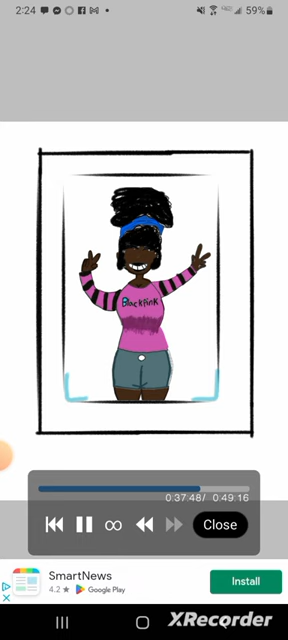 2:24
59%
Blackpink
0:37:48/ 0:49:16
Close
SmartNews
4.2★ Google Play
Install
XRecorder